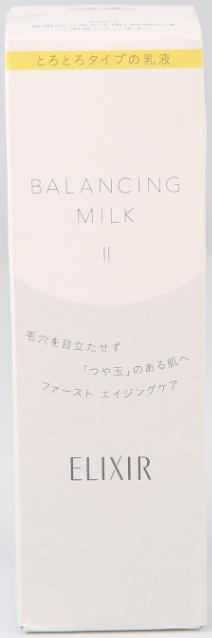 とろとろタイプの乳液
BALANCING
MILK
II
毛穴を目立たせず
「つや玉」のある肌へ
ファースト エイジングケア
ELIXIR